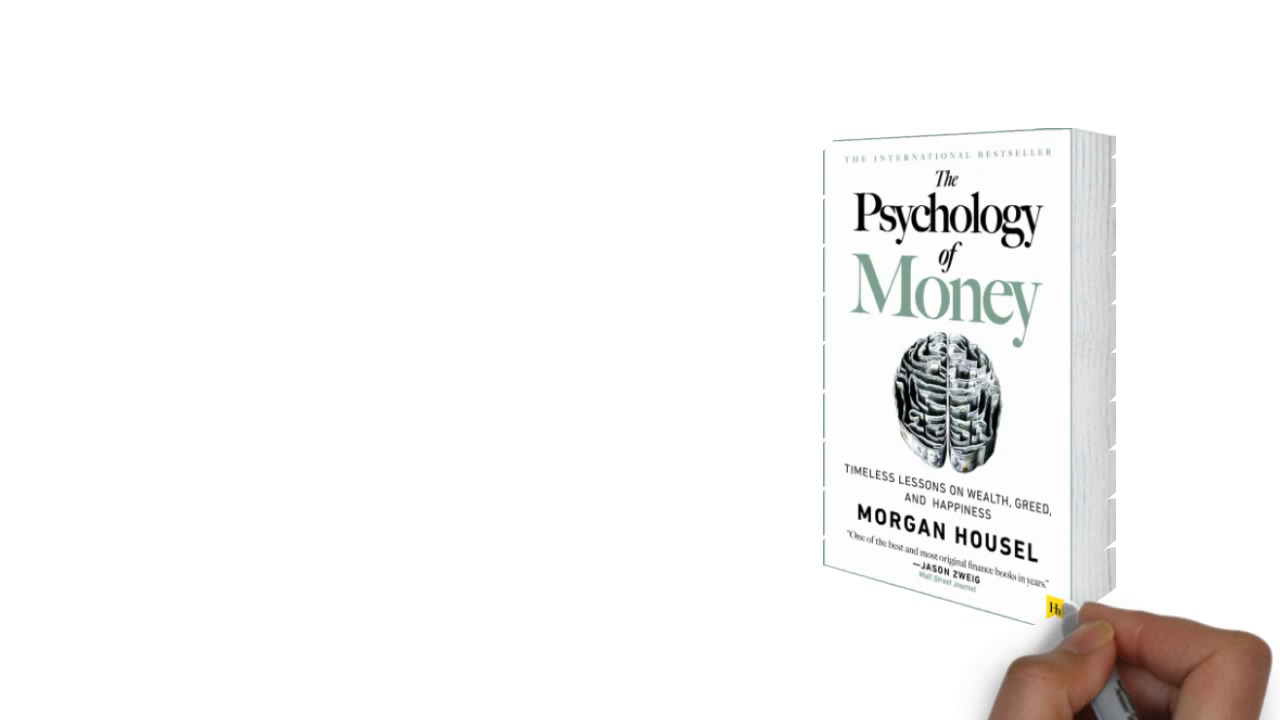 THE INTERNATIONAL BESTSELLER
The
Psychology
of
Money
TIMELESS LESSONS ON WEALTH, GREED,
AND HAPPINESS
MORGAN HOUSEL
"One of the best and most original finance books in years."
—JASON ZWEIG
Wall Street Journal
Hh